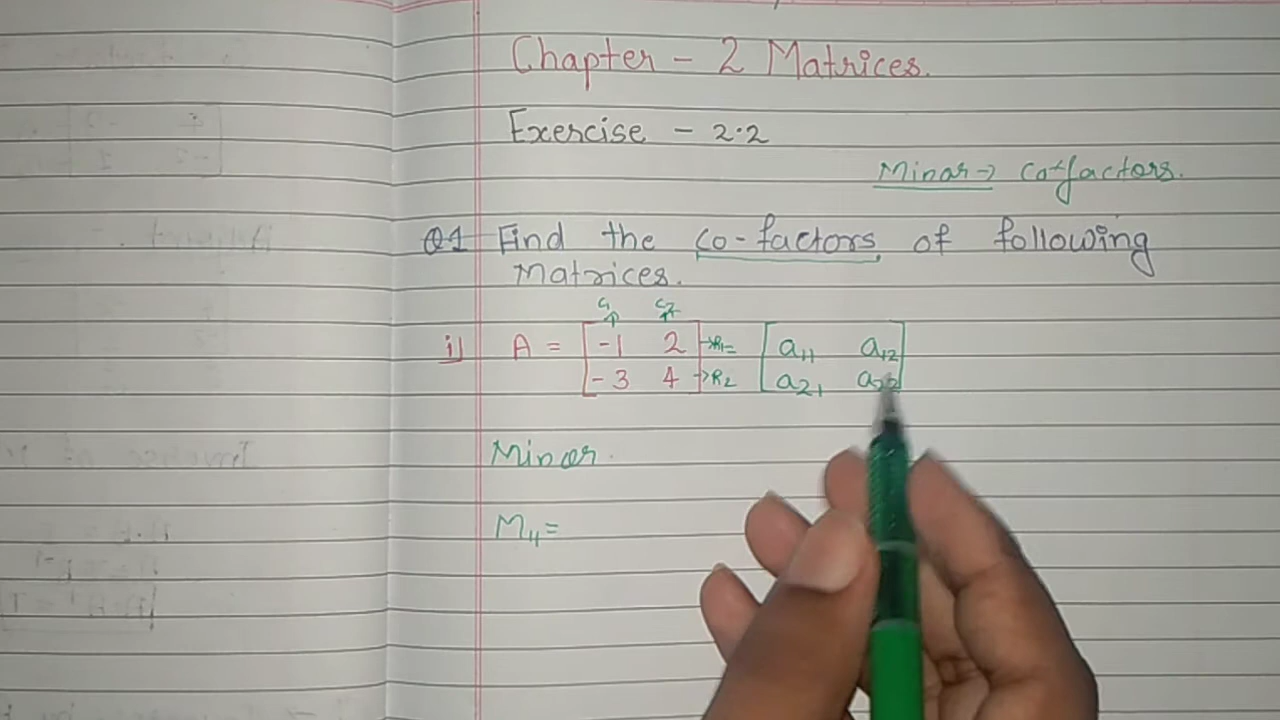 Chapter - 2 Matrices.
Exercise - 2.2
Minor → Co-factors.
Q1 Find the co-factors of following
Matrices.
C1 C2
i) A = [ -1 2 →R1 = [ a11 a12
-3 4 ] →R2 a21 a22 ]
Minor
M11 =